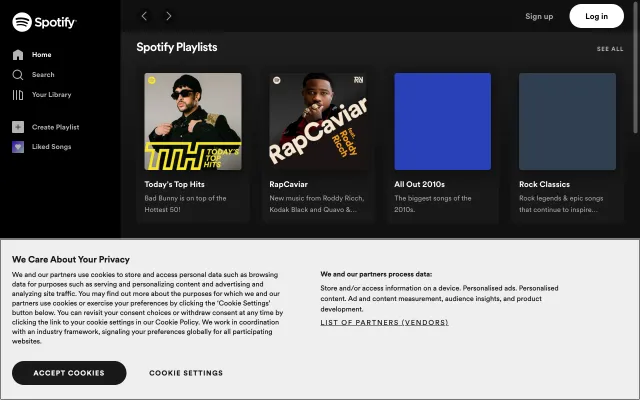 Spotify
Sign up
Log in
Home
Search
Your Library
Create Playlist
Liked Songs
Spotify Playlists
SEE ALL
TTH TODAY'S
TOP
HITS
RapCaviar
feat.
Roddy
Ricch
Today's Top Hits
Bad Bunny is on top of the
Hottest 50!
RapCaviar
New music from Roddy Ricch,
Kodak Black and Quavo &...
All Out 2010s
The biggest songs of the
2010s.
Rock Classics
Rock legends & epic songs
that continue to inspire...
We Care About Your Privacy
We and our partners use cookies to store and access personal data such as browsing
data for purposes such as serving and personalizing content and advertising and
analyzing site traffic. You may find out more about the purposes for which we and our
partners use cookies or exercise your preferences by clicking the 'Cookie Settings'
button below. You can revisit your consent choices or withdraw consent at any time by
clicking the link to your cookie settings in our Cookie Policy. We work in coordination
with an industry framework, signaling your preferences globally for all participating
websites.
We and our partners process data:
Store and/or access information on a device. Personalised ads. Personalised
content. Ad and content measurement, audience insights, and product
development.
LIST OF PARTNERS (VENDORS)
ACCEPT COOKIES
COOKIE SETTINGS